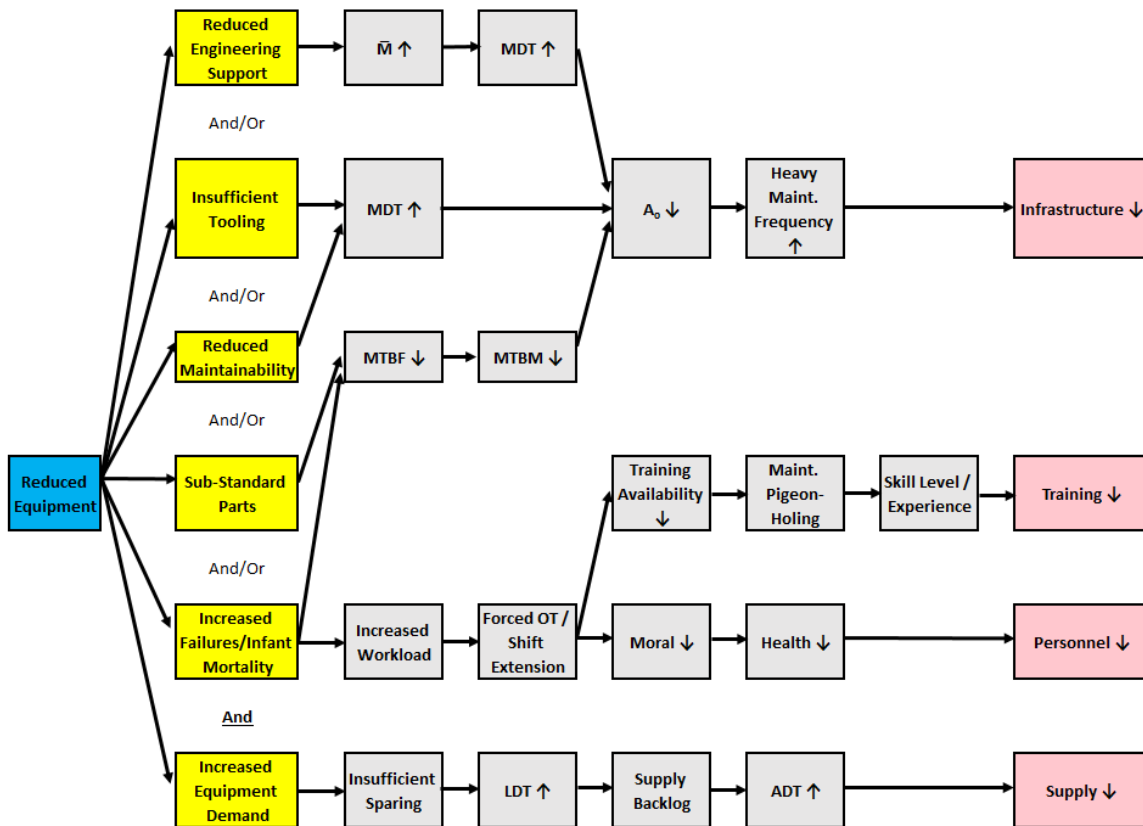 Reduced
Engineering
Support
M̄ ↑
MDT ↑
And/Or
Insufficient
Tooling
MDT ↑
Aₒ ↓
Heavy
Maint.
Frequency
↑
Infrastructure ↓
And/Or
Reduced
Maintainability
MTBF ↓
MTBM ↓
And/Or
Reduced
Equipment
Sub-Standard
Parts
Training
Availability
↓
Maint.
Pigeon-
Holing
Skill Level /
Experience
Training ↓
And/Or
Increased
Failures/Infant
Mortality
Increased
Workload
Forced OT /
Shift
Extension
Moral ↓
Health ↓
Personnel ↓
And
Increased
Equipment
Demand
Insufficient
Sparing
LDT ↑
Supply
Backlog
ADT ↑
Supply ↓